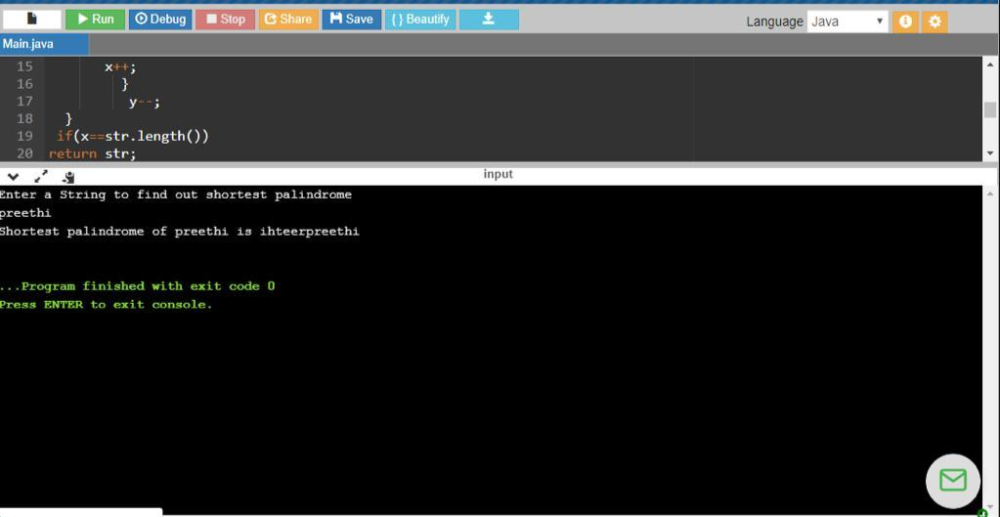 Run Debug Stop Share Save {} Beautify Language Java
Main.java
15 x++;
16 }
17 y--;
18 }
19 if(x==str.length())
20 return str;
input
Enter a String to find out shortest palindrome
preethi
Shortest palindrome of preethi is ihteerpreethi
...Program finished with exit code 0
Press ENTER to exit console.